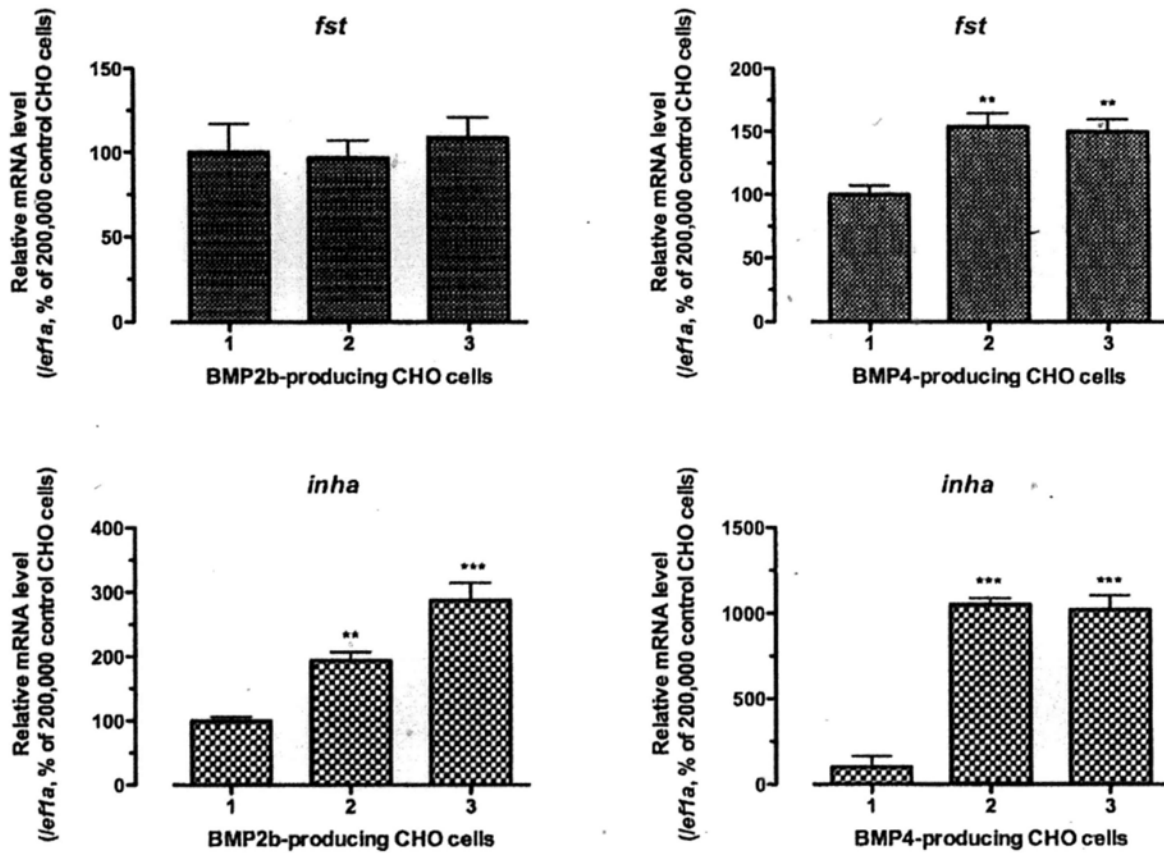 fst
Relative mRNA level
(/ef1a, % of 200,000 control CHO cells)
150
100
50
0
1
2
3
BMP2b-producing CHO cells
fst
Relative mRNA level
(/ef1a, % of 200,000 control CHO cells)
200
150
100
50
0
**
**
1
2
3
BMP4-producing CHO cells
inha
Relative mRNA level
(/ef1a, % of 200,000 control CHO cells)
400
300
200
100
0
**
***
1
2
3
BMP2b-producing CHO cells
inha
Relative mRNA level
(/ef1a, % of 200,000 control CHO cells)
1500
1000
500
0
***
***
1
2
3
BMP4-producing CHO cells